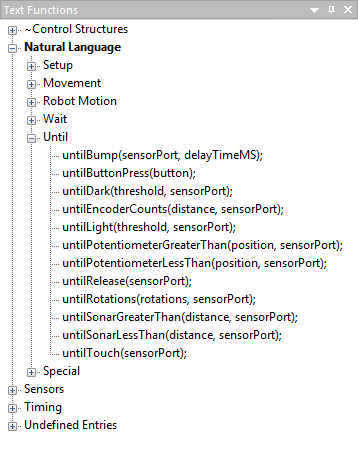 Text Functions
~Control Structures
Natural Language
Setup
Movement
Robot Motion
Wait
Until
untilBump(sensorPort, delayTimeMS);
untilButtonPress(button);
untilDark(threshold, sensorPort);
untilEncoderCounts(distance, sensorPort);
untilLight(threshold, sensorPort);
untilPotentiometerGreaterThan(position, sensorPort);
untilPotentiometerLessThan(position, sensorPort);
untilRelease(sensorPort);
untilRotations(rotations, sensorPort);
untilSonarGreaterThan(distance, sensorPort);
untilSonarLessThan(distance, sensorPort);
untilTouch(sensorPort);
Special
Sensors
Timing
Undefined Entries